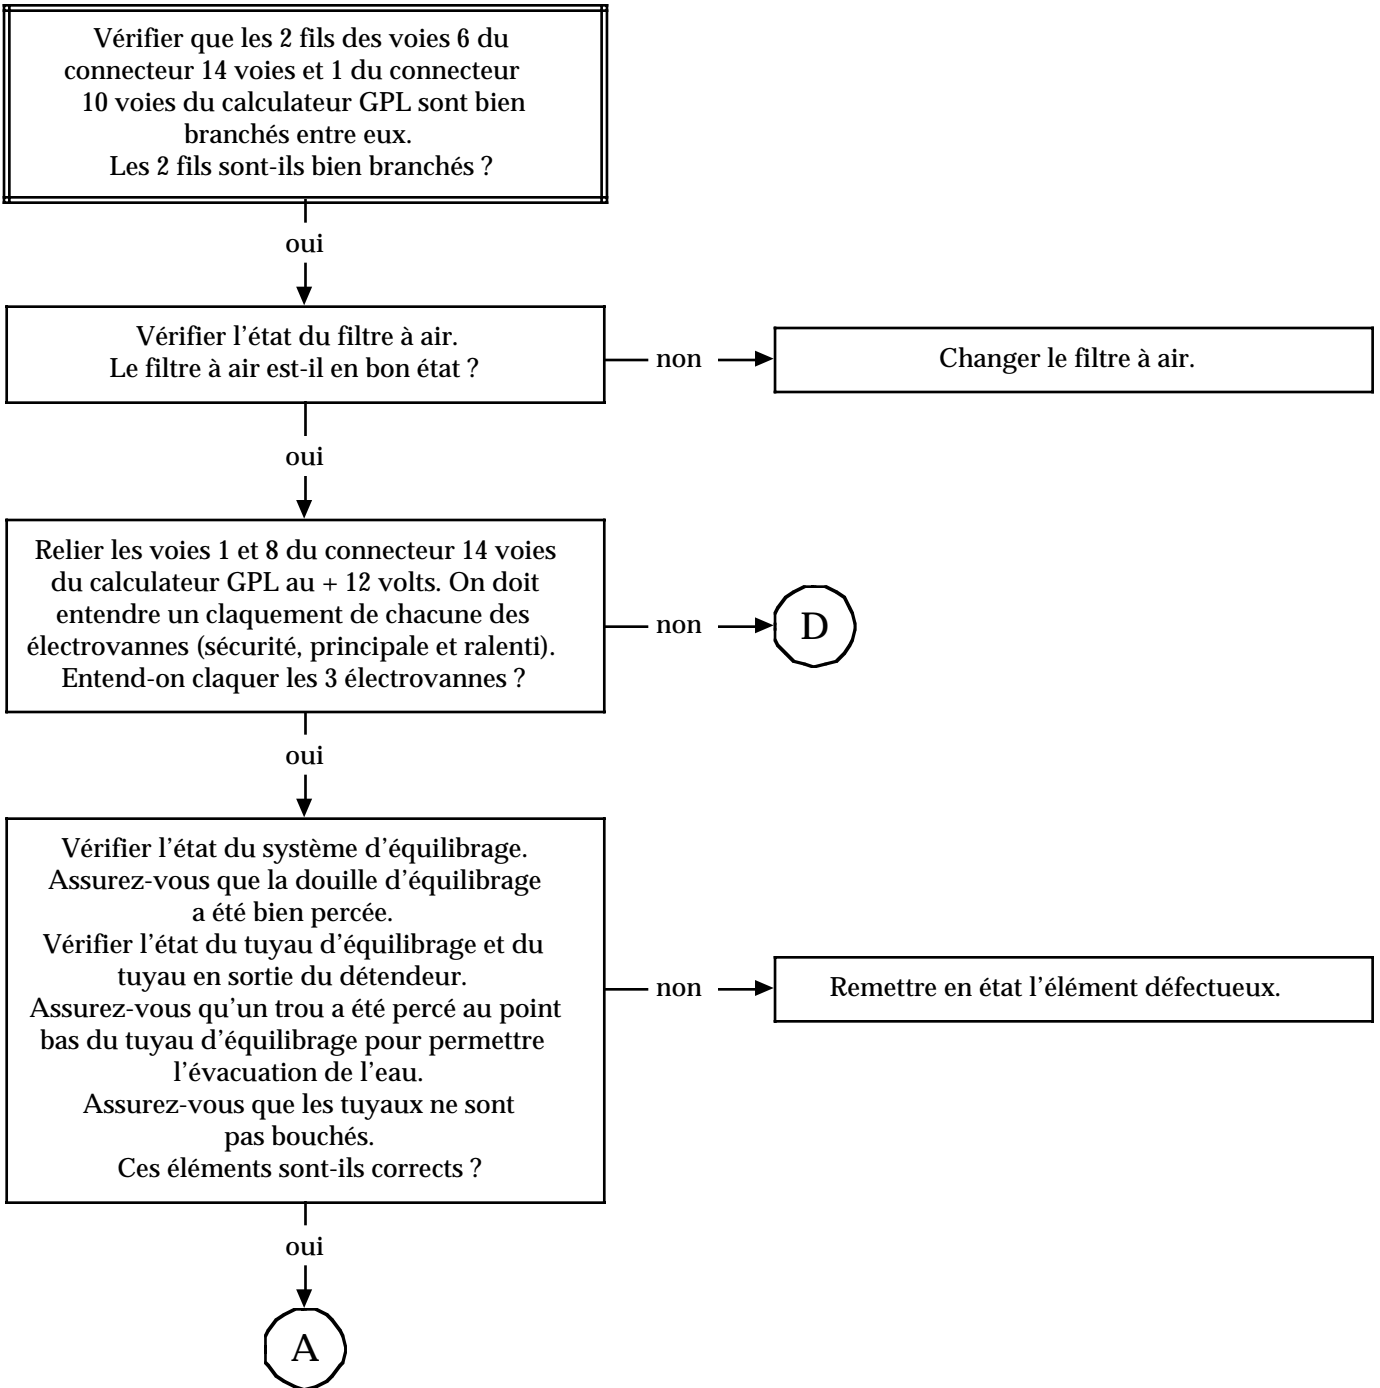 Vérifier que les 2 fils des voies 6 du
connecteur 14 voies et 1 du connecteur
10 voies du calculateur GPL sont bien
branchés entre eux.
Les 2 fils sont-ils bien branchés ?
oui
Vérifier l’état du filtre à air.
Le filtre à air est-il en bon état ?
non
Changer le filtre à air.
oui
Relier les voies 1 et 8 du connecteur 14 voies
du calculateur GPL au + 12 volts. On doit
entendre un claquement de chacune des
électrovannes (sécurité, principale et ralenti).
Entend-on claquer les 3 électrovannes ?
non
D
oui
Vérifier l’état du système d’équilibrage.
Assurez-vous que la douille d’équilibrage
a été bien percée.
Vérifier l’état du tuyau d’équilibrage et du
tuyau en sortie du détendeur.
Assurez-vous qu’un trou a été percé au point
bas du tuyau d’équilibrage pour permettre
l’évacuation de l’eau.
Assurez-vous que les tuyaux ne sont
pas bouchés.
Ces éléments sont-ils corrects ?
non
Remettre en état l’élément défectueux.
oui
A